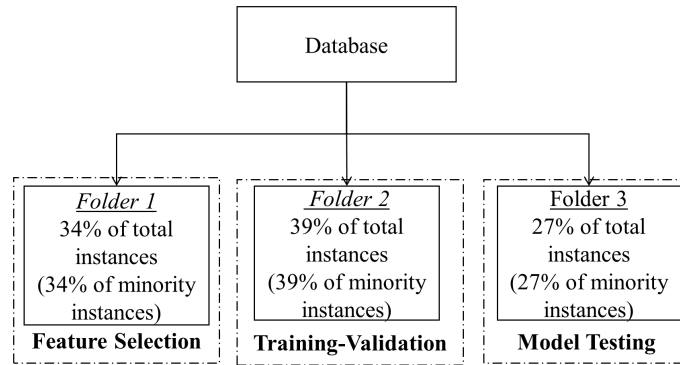 Database
Folder 1
34% of total
instances
(34% of minority
instances)
Feature Selection
Folder 2
39% of total
instances
(39% of minority
instances)
Training-Validation
Folder 3
27% of total
instances
(27% of minority
instances)
Model Testing